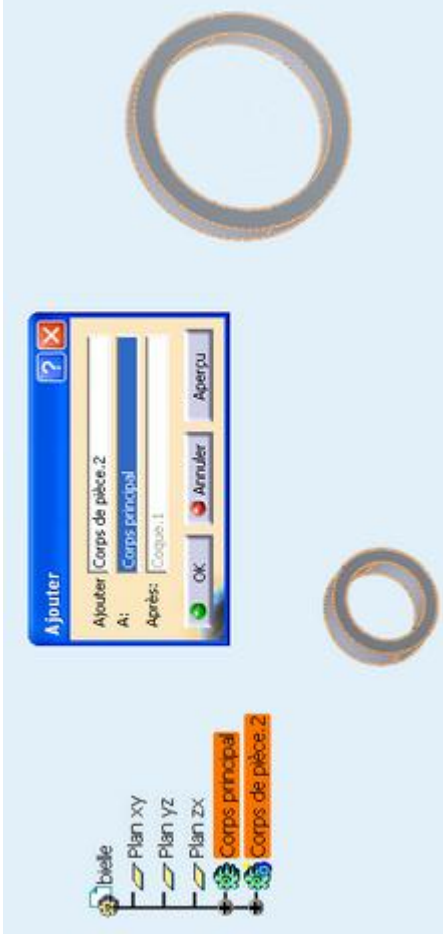 bielle
Plan xy
Plan yz
Plan zx
Corps principal
Corps de pièce.2
Ajouter
Ajouter Corps de pièce.2
A: Corps principal
Après: Coque.1
OK Annuler Aperçu